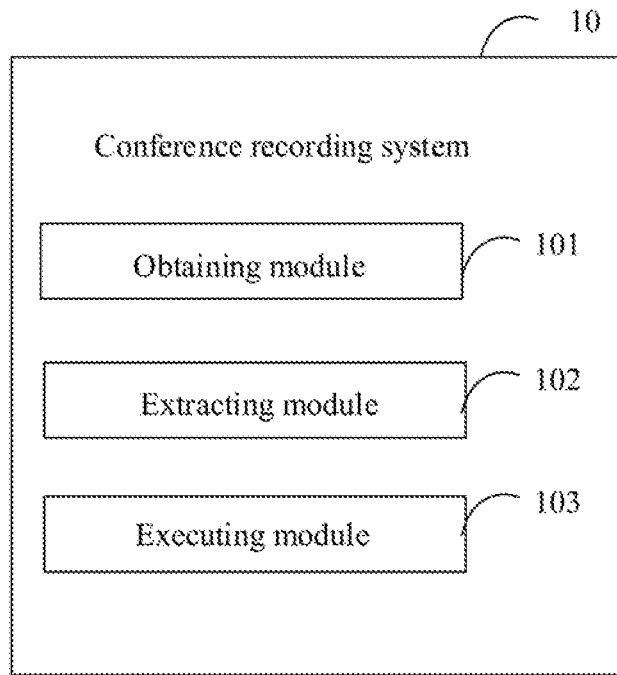 10
Conference recording system
Obtaining module
101
Extracting module
102
Executing module
103